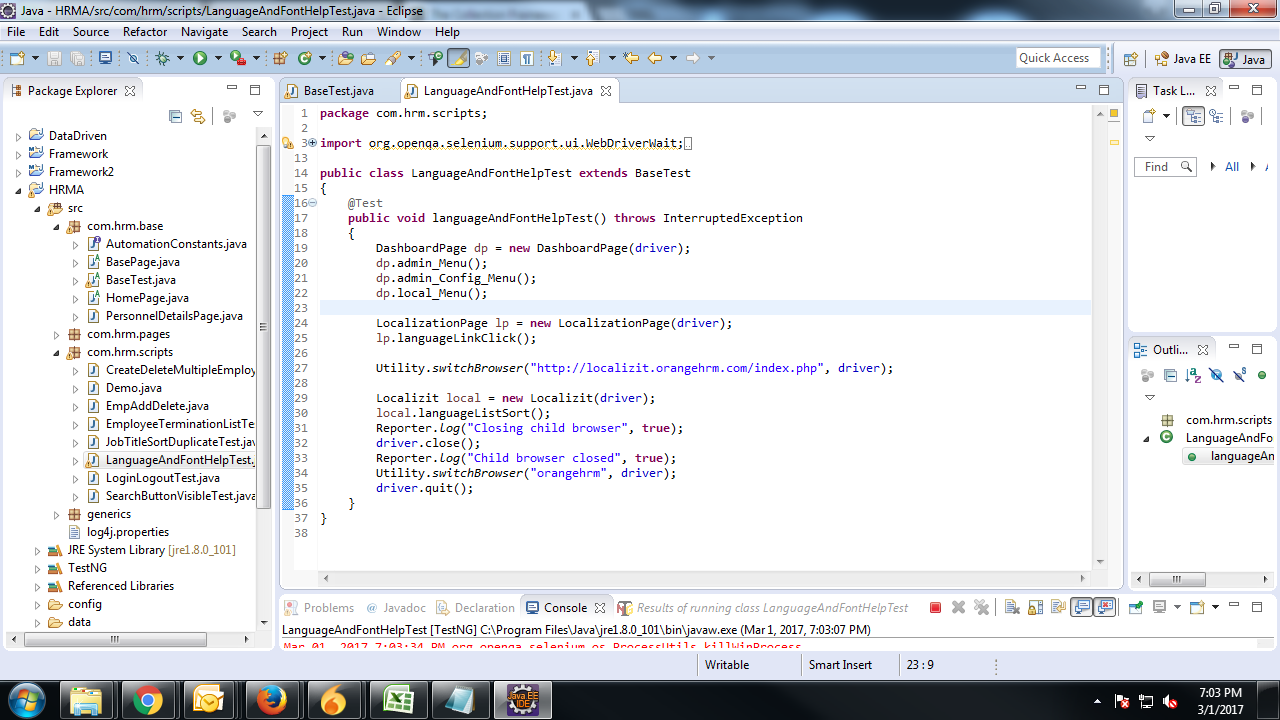 Java - HRMA/src/com/hrm/scripts/LanguageAndFontHelpTest.java - Eclipse
File Edit Source Refactor Navigate Search Project Run Window Help
Quick Access
Java EE
Java
Package Explorer
DataDriven
Framework
Framework2
HRMA
src
com.hrm.base
AutomationConstants.java
BasePage.java
BaseTest.java
HomePage.java
PersonnelDetailsPage.java
com.hrm.pages
com.hrm.scripts
CreateDeleteMultipleEmploy
Demo.java
EmpAddDelete.java
EmployeeTerminationListTe
JobTitleSortDuplicateTest.jav
LanguageAndFontHelpTest.
LoginLogoutTest.java
SearchButtonVisibleTest.java
generics
log4j.properties
JRE System Library [jre1.8.0_101]
TestNG
Referenced Libraries
config
data
BaseTest.java
LanguageAndFontHelpTest.java
1 package com.hrm.scripts;
2
3 import org.openqa.selenium.support.ui.WebDriverWait;
13
14 public class LanguageAndFontHelpTest extends BaseTest
15 {
16 @Test
17 public void languageAndFontHelpTest() throws InterruptedException
18 {
19 DashboardPage dp = new DashboardPage(driver);
20 dp.admin_Menu();
21 dp.admin_Config_Menu();
22 dp.local_Menu();
23
24 LocalizationPage lp = new LocalizationPage(driver);
25 lp.languageLinkClick();
26
27 Utility.switchBrowser("http://localizit.orangehrm.com/index.php", driver);
28
29 Localizit local = new Localizit(driver);
30 local.languageListSort();
31 Reporter.log("Closing child browser", true);
32 driver.close();
33 Reporter.log("Child browser closed", true);
34 Utility.switchBrowser("orangehrm", driver);
35 driver.quit();
36 }
37 }
38
Task L...
Find
All
Outli...
com.hrm.scripts
LanguageAndFo
languageAn
Problems
Javadoc
Declaration
Console
Results of running class LanguageAndFontHelpTest
LanguageAndFontHelpTest [TestNG] C:\Program Files\Java\jre1.8.0_101\bin\javaw.exe (Mar 1, 2017, 7:03:07 PM)
Mar 01, 2017 7:03:34 PM org.openqa.selenium.os.ProcessUtils killWinProcess
Writable
Smart Insert
23 : 9
Java EE
IDE
7:03 PM
3/1/2017